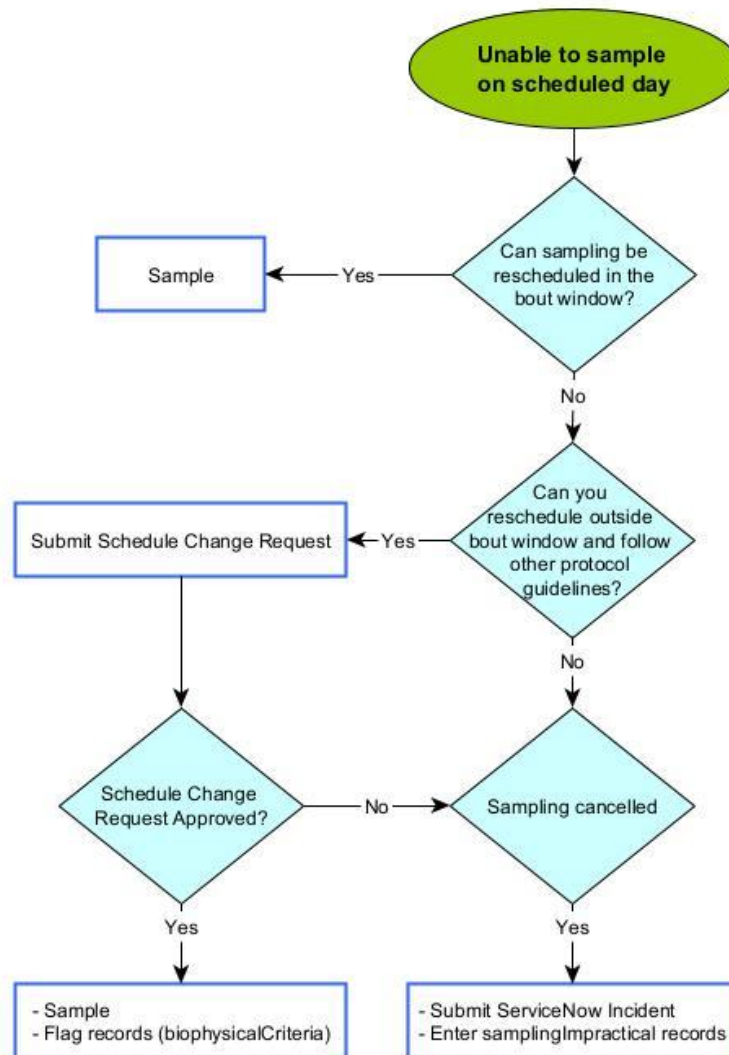 Unable to sample
on scheduled day
Can sampling be
rescheduled in the
bout window?
Yes
Sample
No
Can you
reschedule outside
bout window and follow
other protocol
guidelines?
Yes
Submit Schedule Change Request
No
Schedule Change
Request Approved?
No
Sampling cancelled
Yes
Yes
- Sample
- Flag records (biophysicalCriteria)
- Submit ServiceNow Incident
- Enter samplingImpractical records